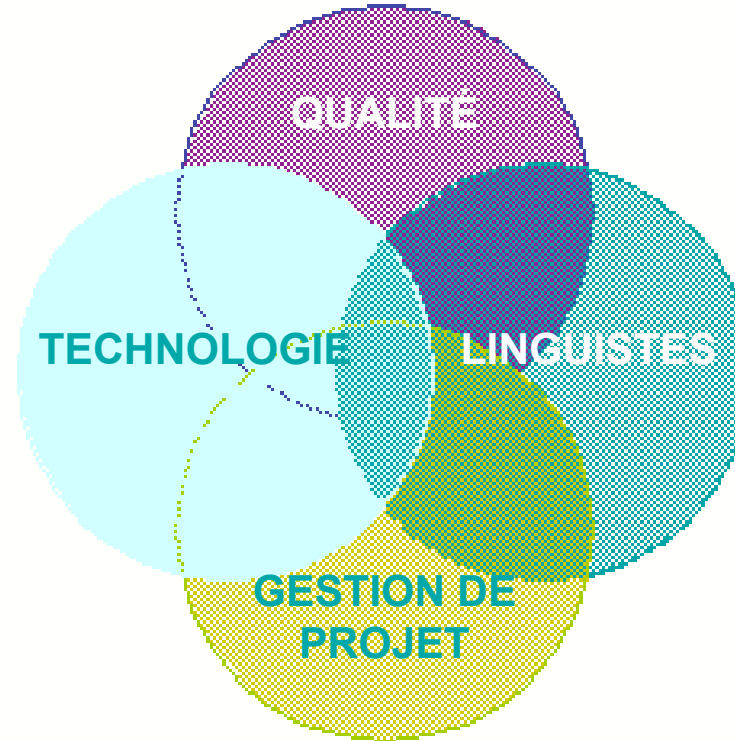 QUALITÉ
TECHNOLOGIE
LINGUISTES
GESTION DE
PROJET